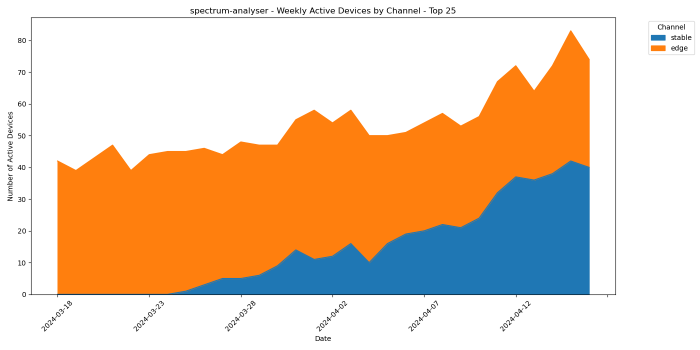 spectrum-analyser - Weekly Active Devices by Channel - Top 25
Channel
stable
edge
Number of Active Devices
80
70
60
50
40
30
20
10
0
2024-03-18
2024-03-23
2024-03-28
2024-04-02
2024-04-07
2024-04-12
Date